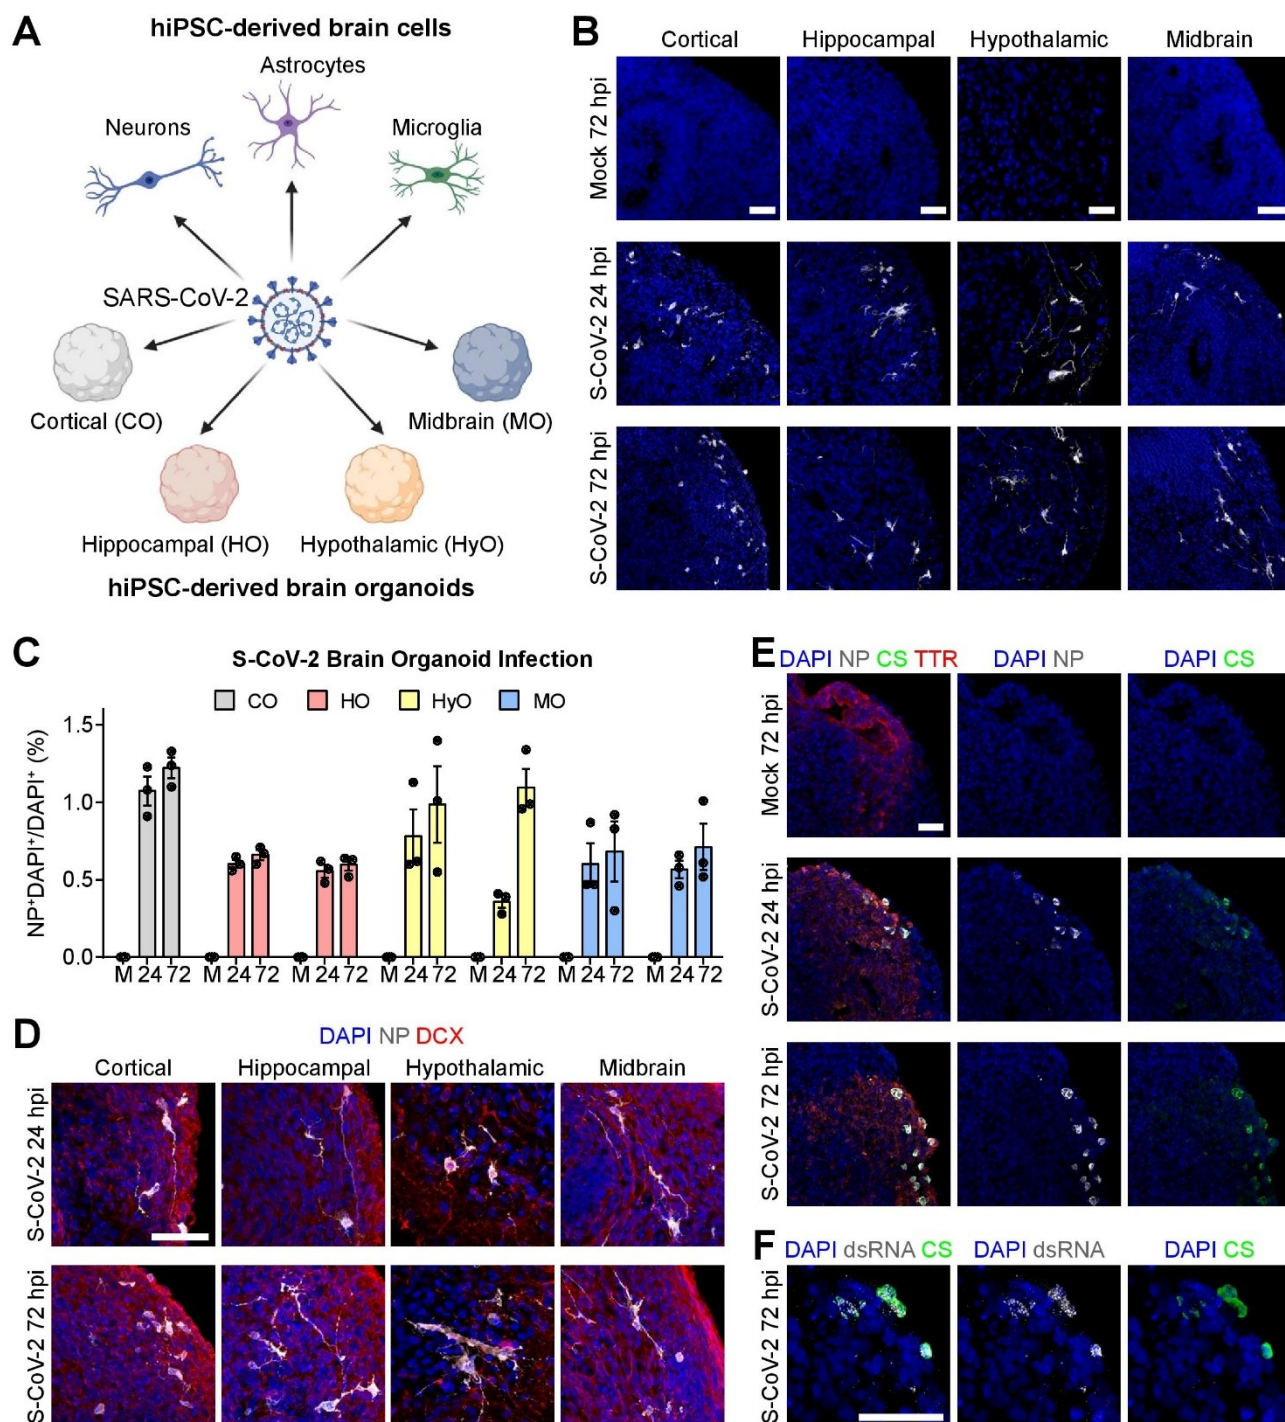 A
hiPSC-derived brain cells
Astrocytes
Neurons
Microglia
SARS-CoV-2
Cortical (CO)
Midbrain (MO)
Hippocampal (HO)
Hypothalamic (HyO)
hiPSC-derived brain organoids
B
Cortical
Hippocampal
Hypothalamic
Midbrain
Mock 72 hpi
S-CoV-2 24 hpi
S-CoV-2 72 hpi
C
S-CoV-2 Brain Organoid Infection
CO
HO
HyO
MO
NP⁺DAPI⁺/DAPI⁺ (%)
1.5
1.0
0.5
0.0
M 24 72 M 24 72 M 24 72 M 24 72 M 24 72 M 24 72 M 24 72
D
DAPI NP DCX
Cortical
Hippocampal
Hypothalamic
Midbrain
S-CoV-2 24 hpi
S-CoV-2 72 hpi
E
DAPI NP CS TTR
DAPI NP
DAPI CS
Mock 72 hpi
S-CoV-2 24 hpi
S-CoV-2 72 hpi
F
DAPI dsRNA CS
DAPI dsRNA
DAPI CS
S-CoV-2 72 hpi